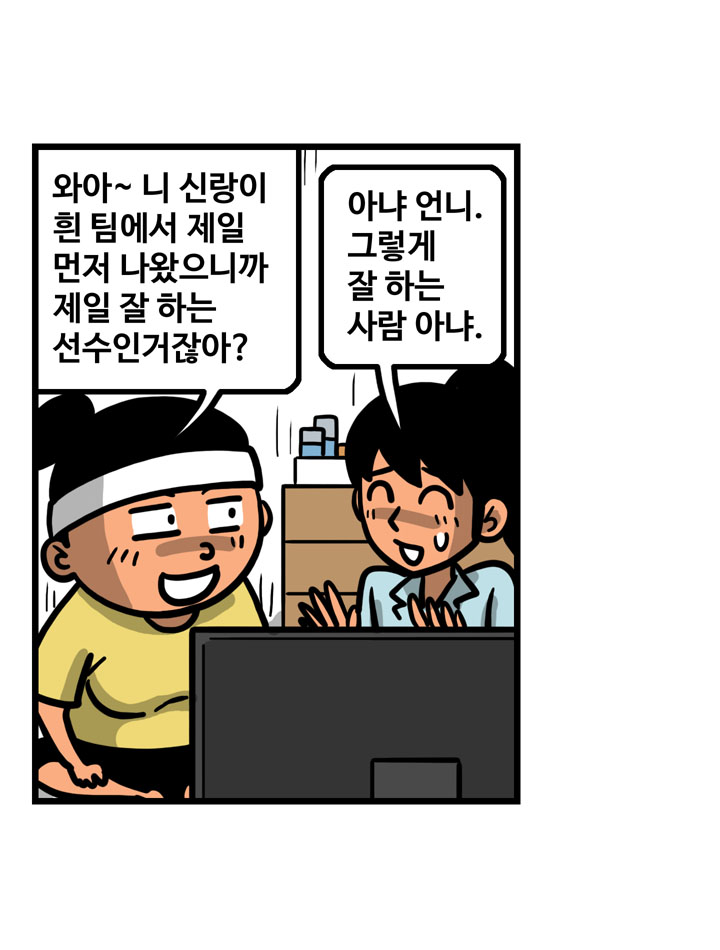 와아~ 니 신랑이
흰 팀에서 제일
먼저 나왔으니까
제일 잘 하는
선수인거잖아?
아냐 언니.
그렇게
잘 하는
사람 아냐.